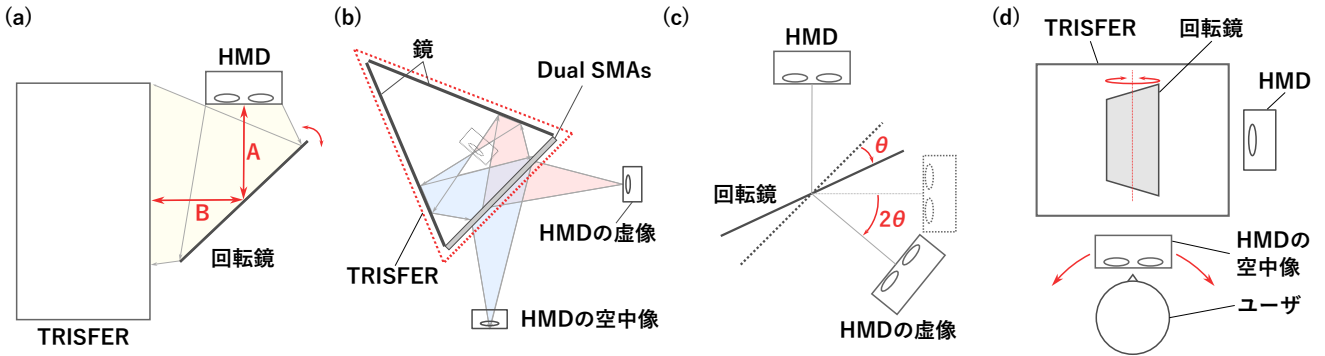 (a)
HMD
A
B
回転鏡
TRISFER
(b)
鏡
Dual SMAs
HMDの虚像
TRISFER
HMDの空中像
(c)
HMD
θ
回転鏡
2θ
HMDの虚像
(d)
TRISFER
回転鏡
HMD
HMDの
空中像
ユーザ